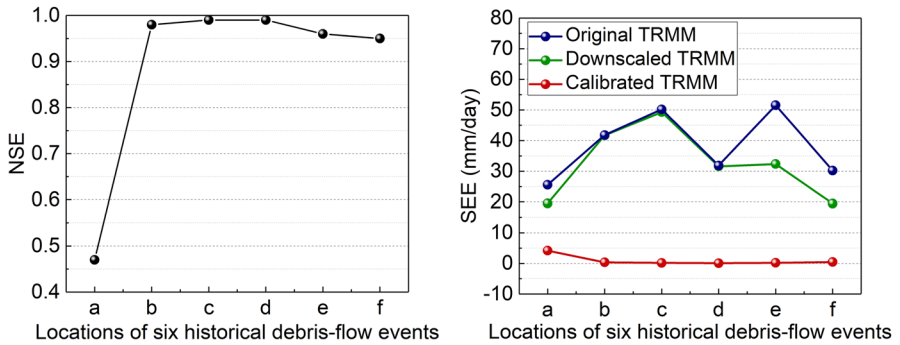 1.0
0.9
0.8
0.7
0.6
0.5
0.4
NSE
a b c d e f
Locations of six historical debris-flow events
80
70
60
50
40
30
20
10
0
-10
SEE (mm/day)
Original TRMM
Downscaled TRMM
Calibrated TRMM
a b c d e f
Locations of six historical debris-flow events